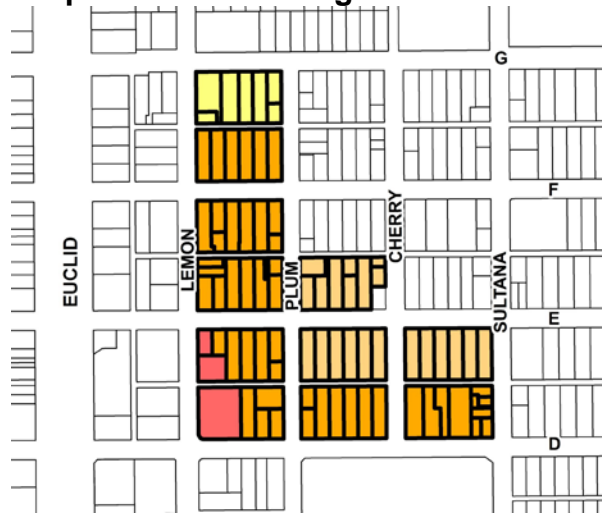 G
F
CHERRY
EUCLID
LEMON
PLUM
SULTANA
E
D